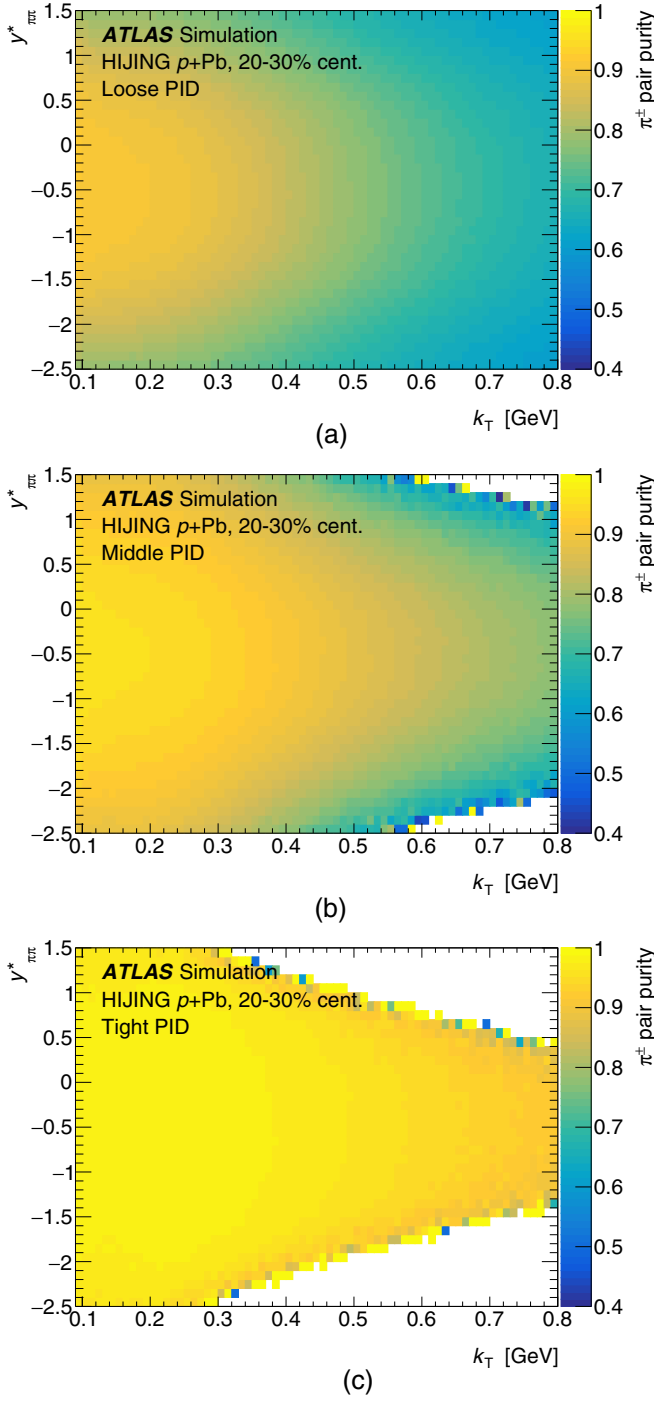 y*ππ
1.5
1
0.5
0
−0.5
−1
−1.5
−2
−2.5
ATLAS Simulation
HIJING p+Pb, 20-30% cent.
Loose PID
0.1 0.2 0.3 0.4 0.5 0.6 0.7 0.8
kT [GeV]
1
0.9
0.8
0.7
0.6
0.5
0.4
π± pair purity
(a)
y*ππ
1.5
1
0.5
0
−0.5
−1
−1.5
−2
−2.5
ATLAS Simulation
HIJING p+Pb, 20-30% cent.
Middle PID
0.1 0.2 0.3 0.4 0.5 0.6 0.7 0.8
kT [GeV]
1
0.9
0.8
0.7
0.6
0.5
0.4
π± pair purity
(b)
y*ππ
1.5
1
0.5
0
−0.5
−1
−1.5
−2
−2.5
ATLAS Simulation
HIJING p+Pb, 20-30% cent.
Tight PID
0.1 0.2 0.3 0.4 0.5 0.6 0.7 0.8
kT [GeV]
1
0.9
0.8
0.7
0.6
0.5
0.4
π± pair purity
(c)